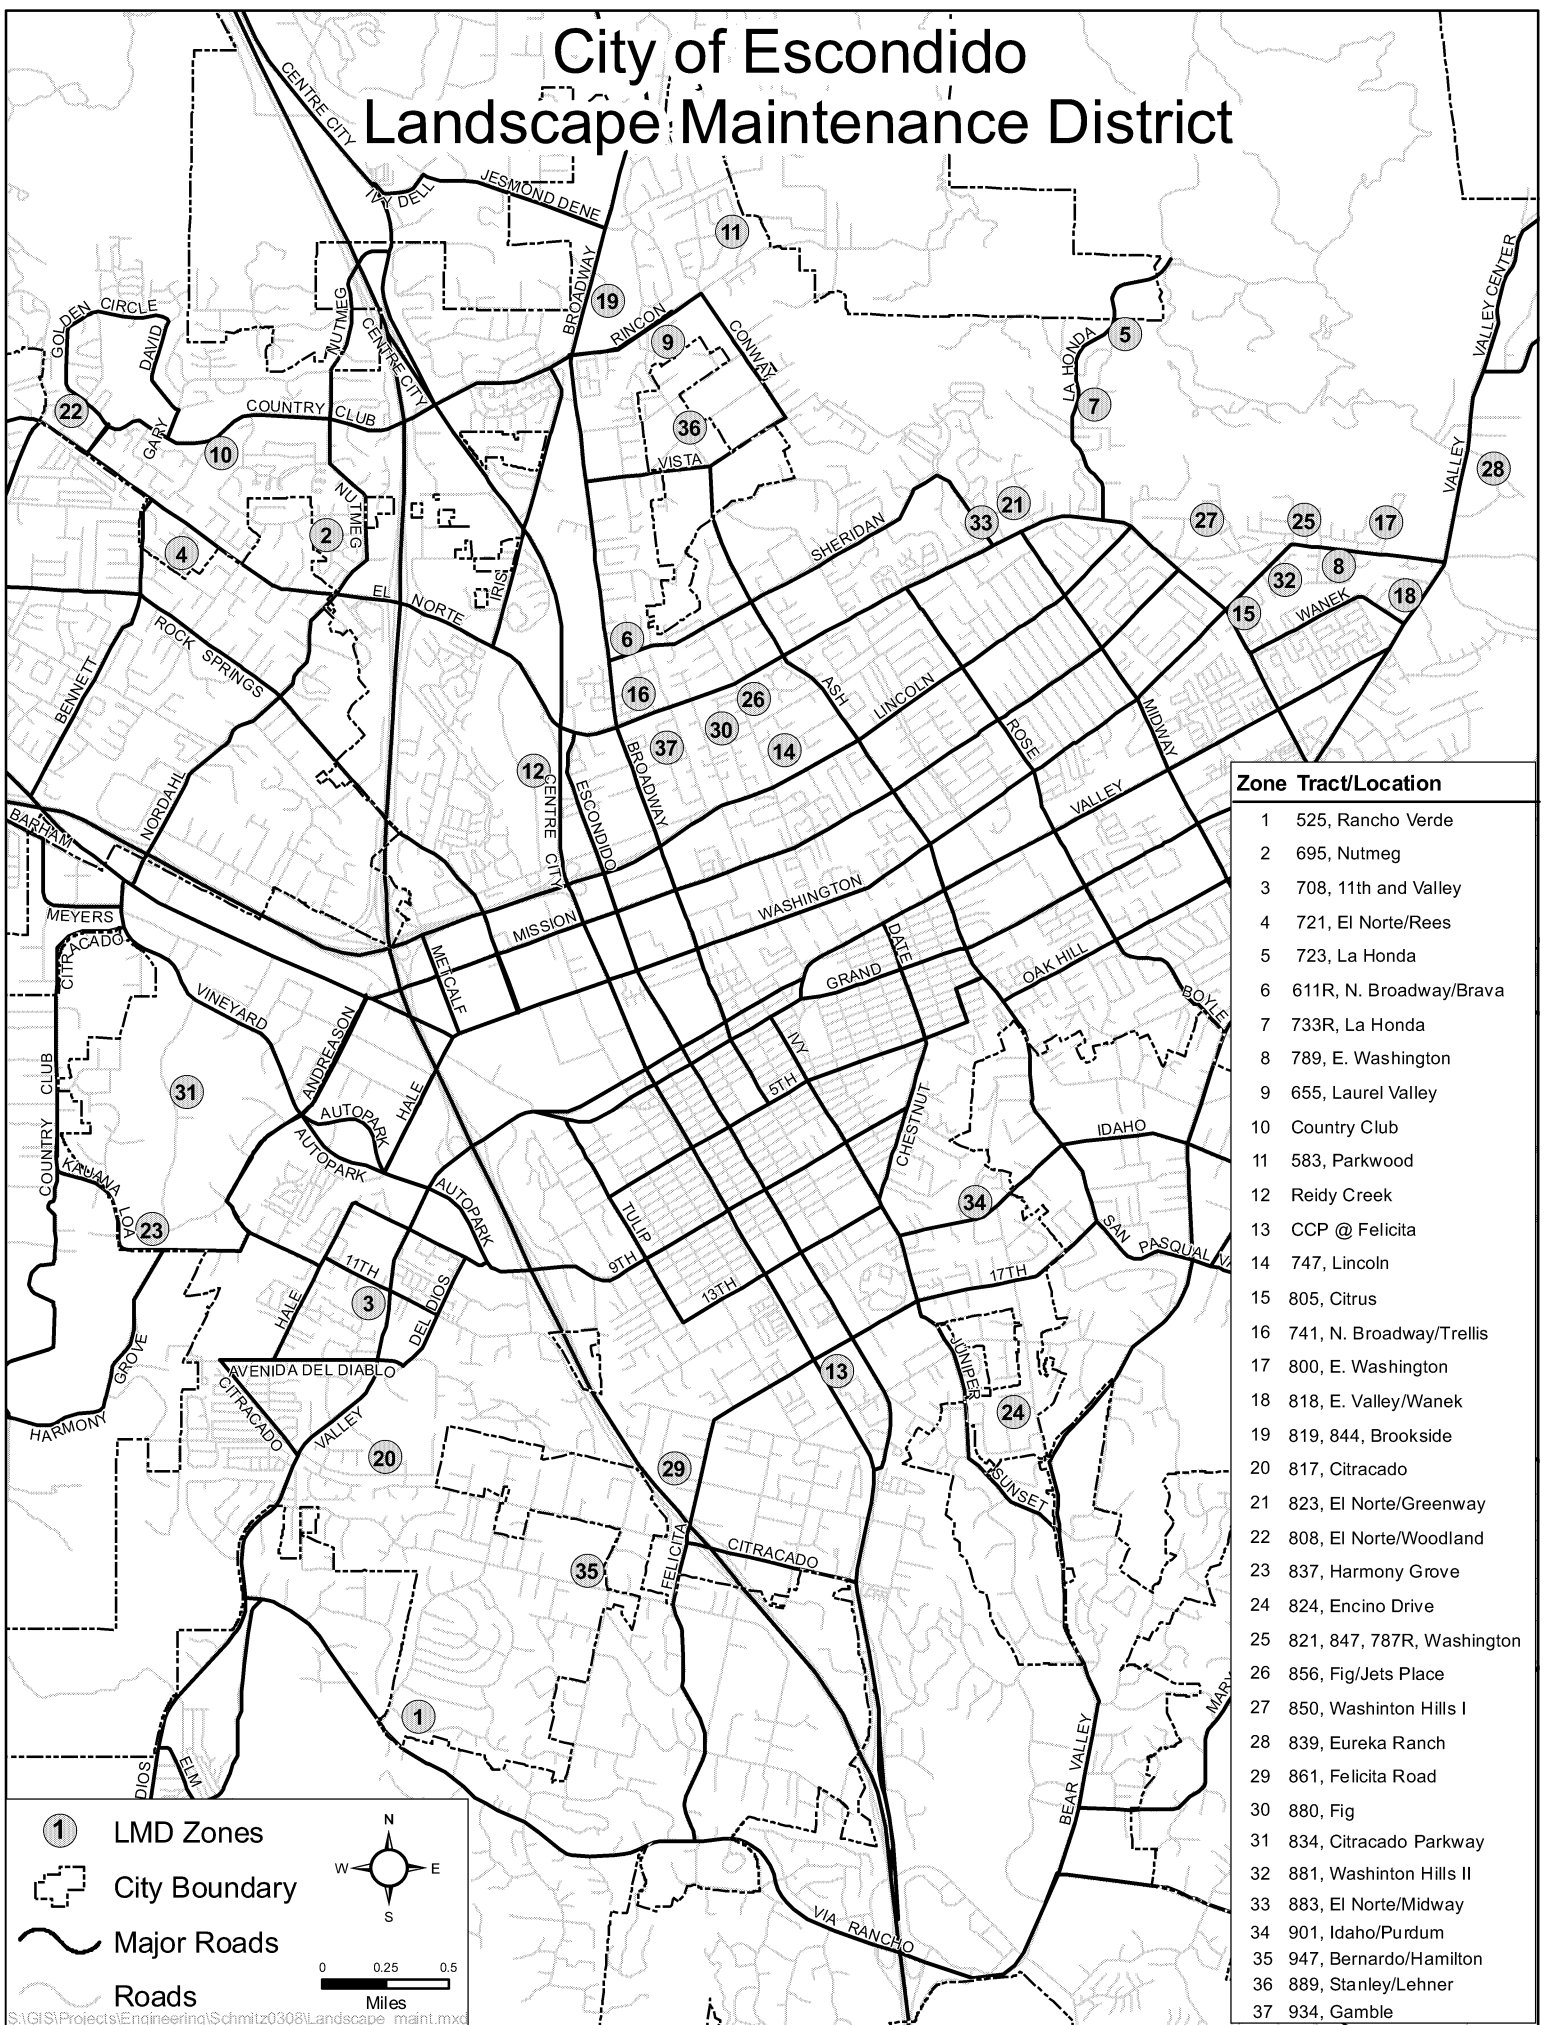 City of Escondido
Landscape Maintenance District
CENTRE CITY
IVY DELL
JESMOND DENE
11
BROADWAY
19
RINCON
9
CONWAY
VALLEY CENTER
GOLDEN CIRCLE
DAVID
NUTMEG
CENTRE CITY
LA HONDA
5
7
22
GARY
COUNTRY CLUB
10
36
VISTA
VALLEY
28
NUTMEG
2
4
SHERIDAN
33
21
27
25
17
8
32
18
15
WANEK
EL NORTE
IRIS
6
ROCK SPRINGS
BENNETT
16
26
30
37
14
ASH
LINCOLN
ROSE
MIDWAY
12
CENTRE CITY
ESCONDIDO
BROADWAY
NORDAHL
VALLEY
BARHAM
MEYERS
CITRACADO
MISSION
WASHINGTON
METCALF
DATE
GRAND
OAK HILL
BOYLE
VINEYARD
ANDREASON
IVY
5TH
COUNTRY CLUB
31
HALE
AUTOPARK
AUTOPARK
CHESTNUT
IDAHO
KAUANA LOA
23
AUTOPARK
TULIP
34
SAN PASQUAL VA
9TH
17TH
11TH
13TH
3
HALE
DEL DIOS
GROVE
AVENIDA DEL DIABLO
13
JUNIPER
24
HARMONY
CITRACADO
VALLEY
20
29
SUNSET
FELICITA
CITRACADO
35
1
MARY
BEAR VALLEY
DIOS
ELM
VIA RANCHO
Zone Tract/Location
1 525, Rancho Verde
2 695, Nutmeg
3 708, 11th and Valley
4 721, El Norte/Rees
5 723, La Honda
6 611R, N. Broadway/Brava
7 733R, La Honda
8 789, E. Washington
9 655, Laurel Valley
10 Country Club
11 583, Parkwood
12 Reidy Creek
13 CCP @ Felicita
14 747, Lincoln
15 805, Citrus
16 741, N. Broadway/Trellis
17 800, E. Washington
18 818, E. Valley/Wanek
19 819, 844, Brookside
20 817, Citracado
21 823, El Norte/Greenway
22 808, El Norte/Woodland
23 837, Harmony Grove
24 824, Encino Drive
25 821, 847, 787R, Washington
26 856, Fig/Jets Place
27 850, Washinton Hills I
28 839, Eureka Ranch
29 861, Felicita Road
30 880, Fig
31 834, Citracado Parkway
32 881, Washinton Hills II
33 883, El Norte/Midway
34 901, Idaho/Purdum
35 947, Bernardo/Hamilton
36 889, Stanley/Lehner
37 934, Gamble
1 LMD Zones
City Boundary
Major Roads
Roads
N
W E
S
0 0.25 0.5
Miles
S:\GIS\Projects\Engineering\Schmitz0308\Landscape_maint.mxd